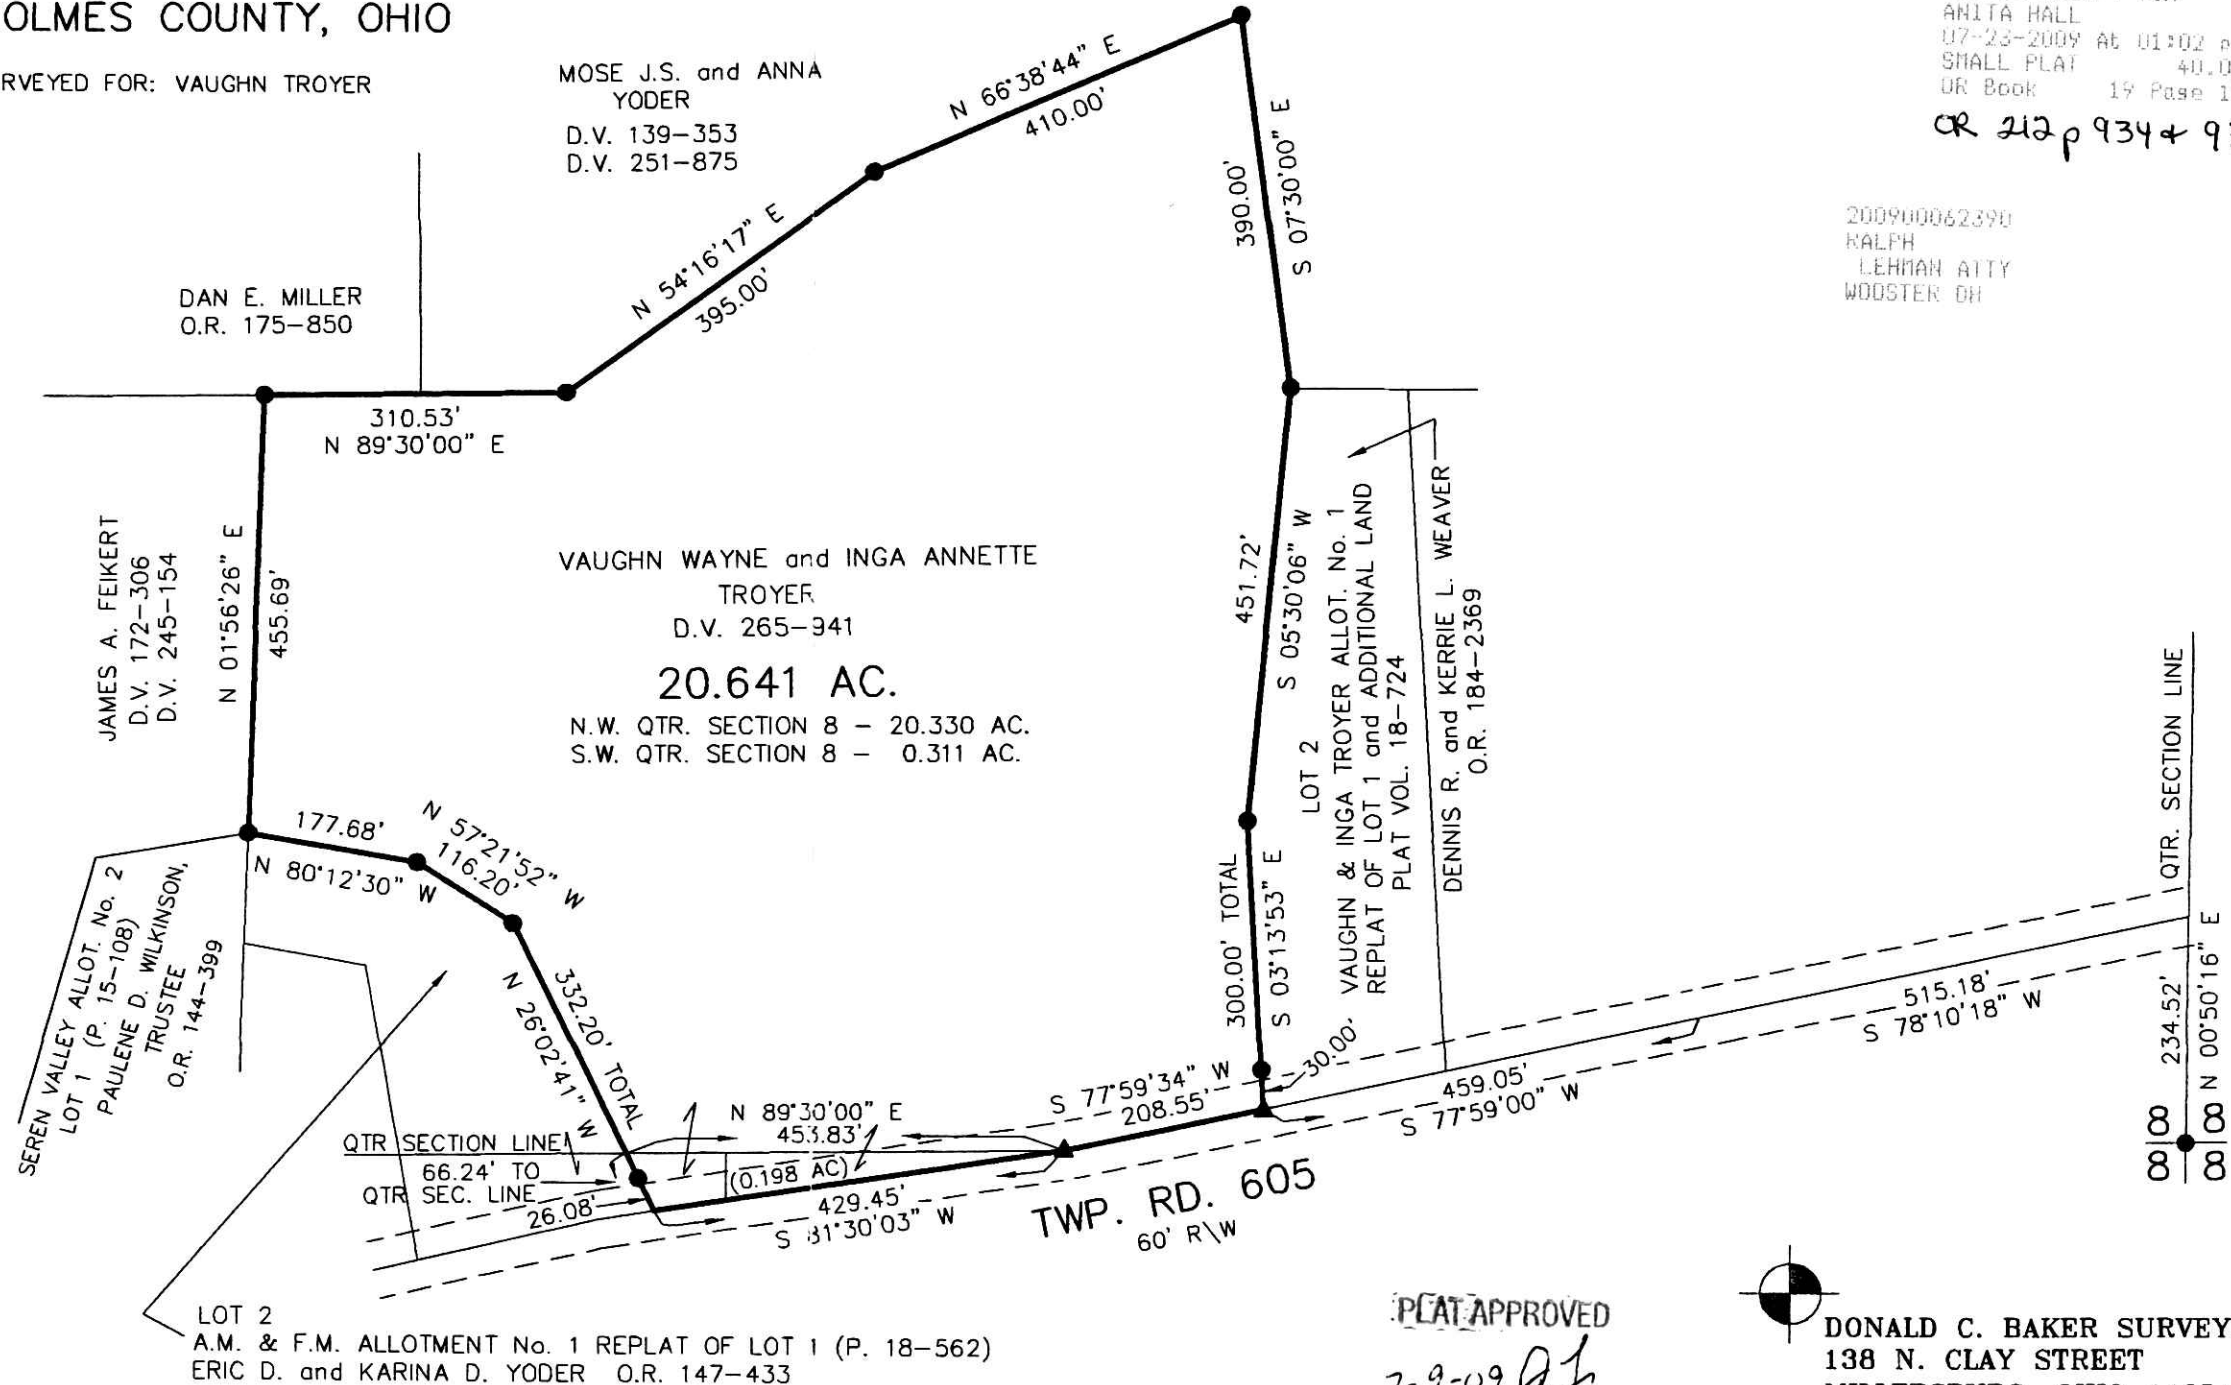 OLMES COUNTY, OHIO
RVEYED FOR: VAUGHN TROYER
MOSE J.S. and ANNA
YODER
D.V. 139-353
D.V. 251-875
DAN E. MILLER
O.R. 175-850
N 66°38'44" E
410.00'
N 54°16'17" E
395.00'
390.00'
S 07°30'00" E
ANITA HALL
07-23-2009 At 01:02
SMALL PLAT 40.0
OR Book 19 Page 1
OR 212 p 934 + 9
200900062390
RALPH
LEHMAN ATTY
WOOSTER OH
310.53'
N 89°30'00" E
JAMES A. FEIKERT
D.V. 172-306
D.V. 245-154
N 01°56'26" E
455.69'
VAUGHN WAYNE and INGA ANNETTE
TROYER
D.V. 265-941
20.641 AC.
N.W. QTR. SECTION 8 - 20.330 AC.
S.W. QTR. SECTION 8 - 0.311 AC.
451.72'
S 05°30'06" W
LOT 2
VAUGHN & INGA TROYER ALLOT. No. 1
REPLAT OF LOT 1 and ADDITIONAL LAND
PLAT VOL. 18-724
DENNIS R. and KERRIE L. WEAVER
O.R. 184-2369
QTR. SECTION LINE
177.68'
N 80°12'30" W
N 57°21'52" W
116.20'
SEREN VALLEY ALLOT. No. 2
LOT 1 (P. 15-108)
PAULENE D. WILKINSON,
TRUSTEE
O.R. 144-399
332.20' TOTAL
N 26°02'41" W
300.00' TOTAL
S 03°13'53" E
30.00'
515.18'
S 78°10'18" W
234.52'
N 00°50'16" E
8 8
8 8
S 77°59'34" W
208.55'
459.05'
S 77°59'00" W
N 89°30'00" E
453.83'
QTR SECTION LINE
66.24' TO
QTR SEC. LINE
26.08'
(0.198 AC)
429.45'
S 81°30'03" W
TWP. RD. 605
60' R\W
LOT 2
A.M. & F.M. ALLOTMENT No. 1 REPLAT OF LOT 1 (P. 18-562)
ERIC D. and KARINA D. YODER O.R. 147-433
PLAT APPROVED
DONALD C. BAKER SURVEY
138 N. CLAY STREET